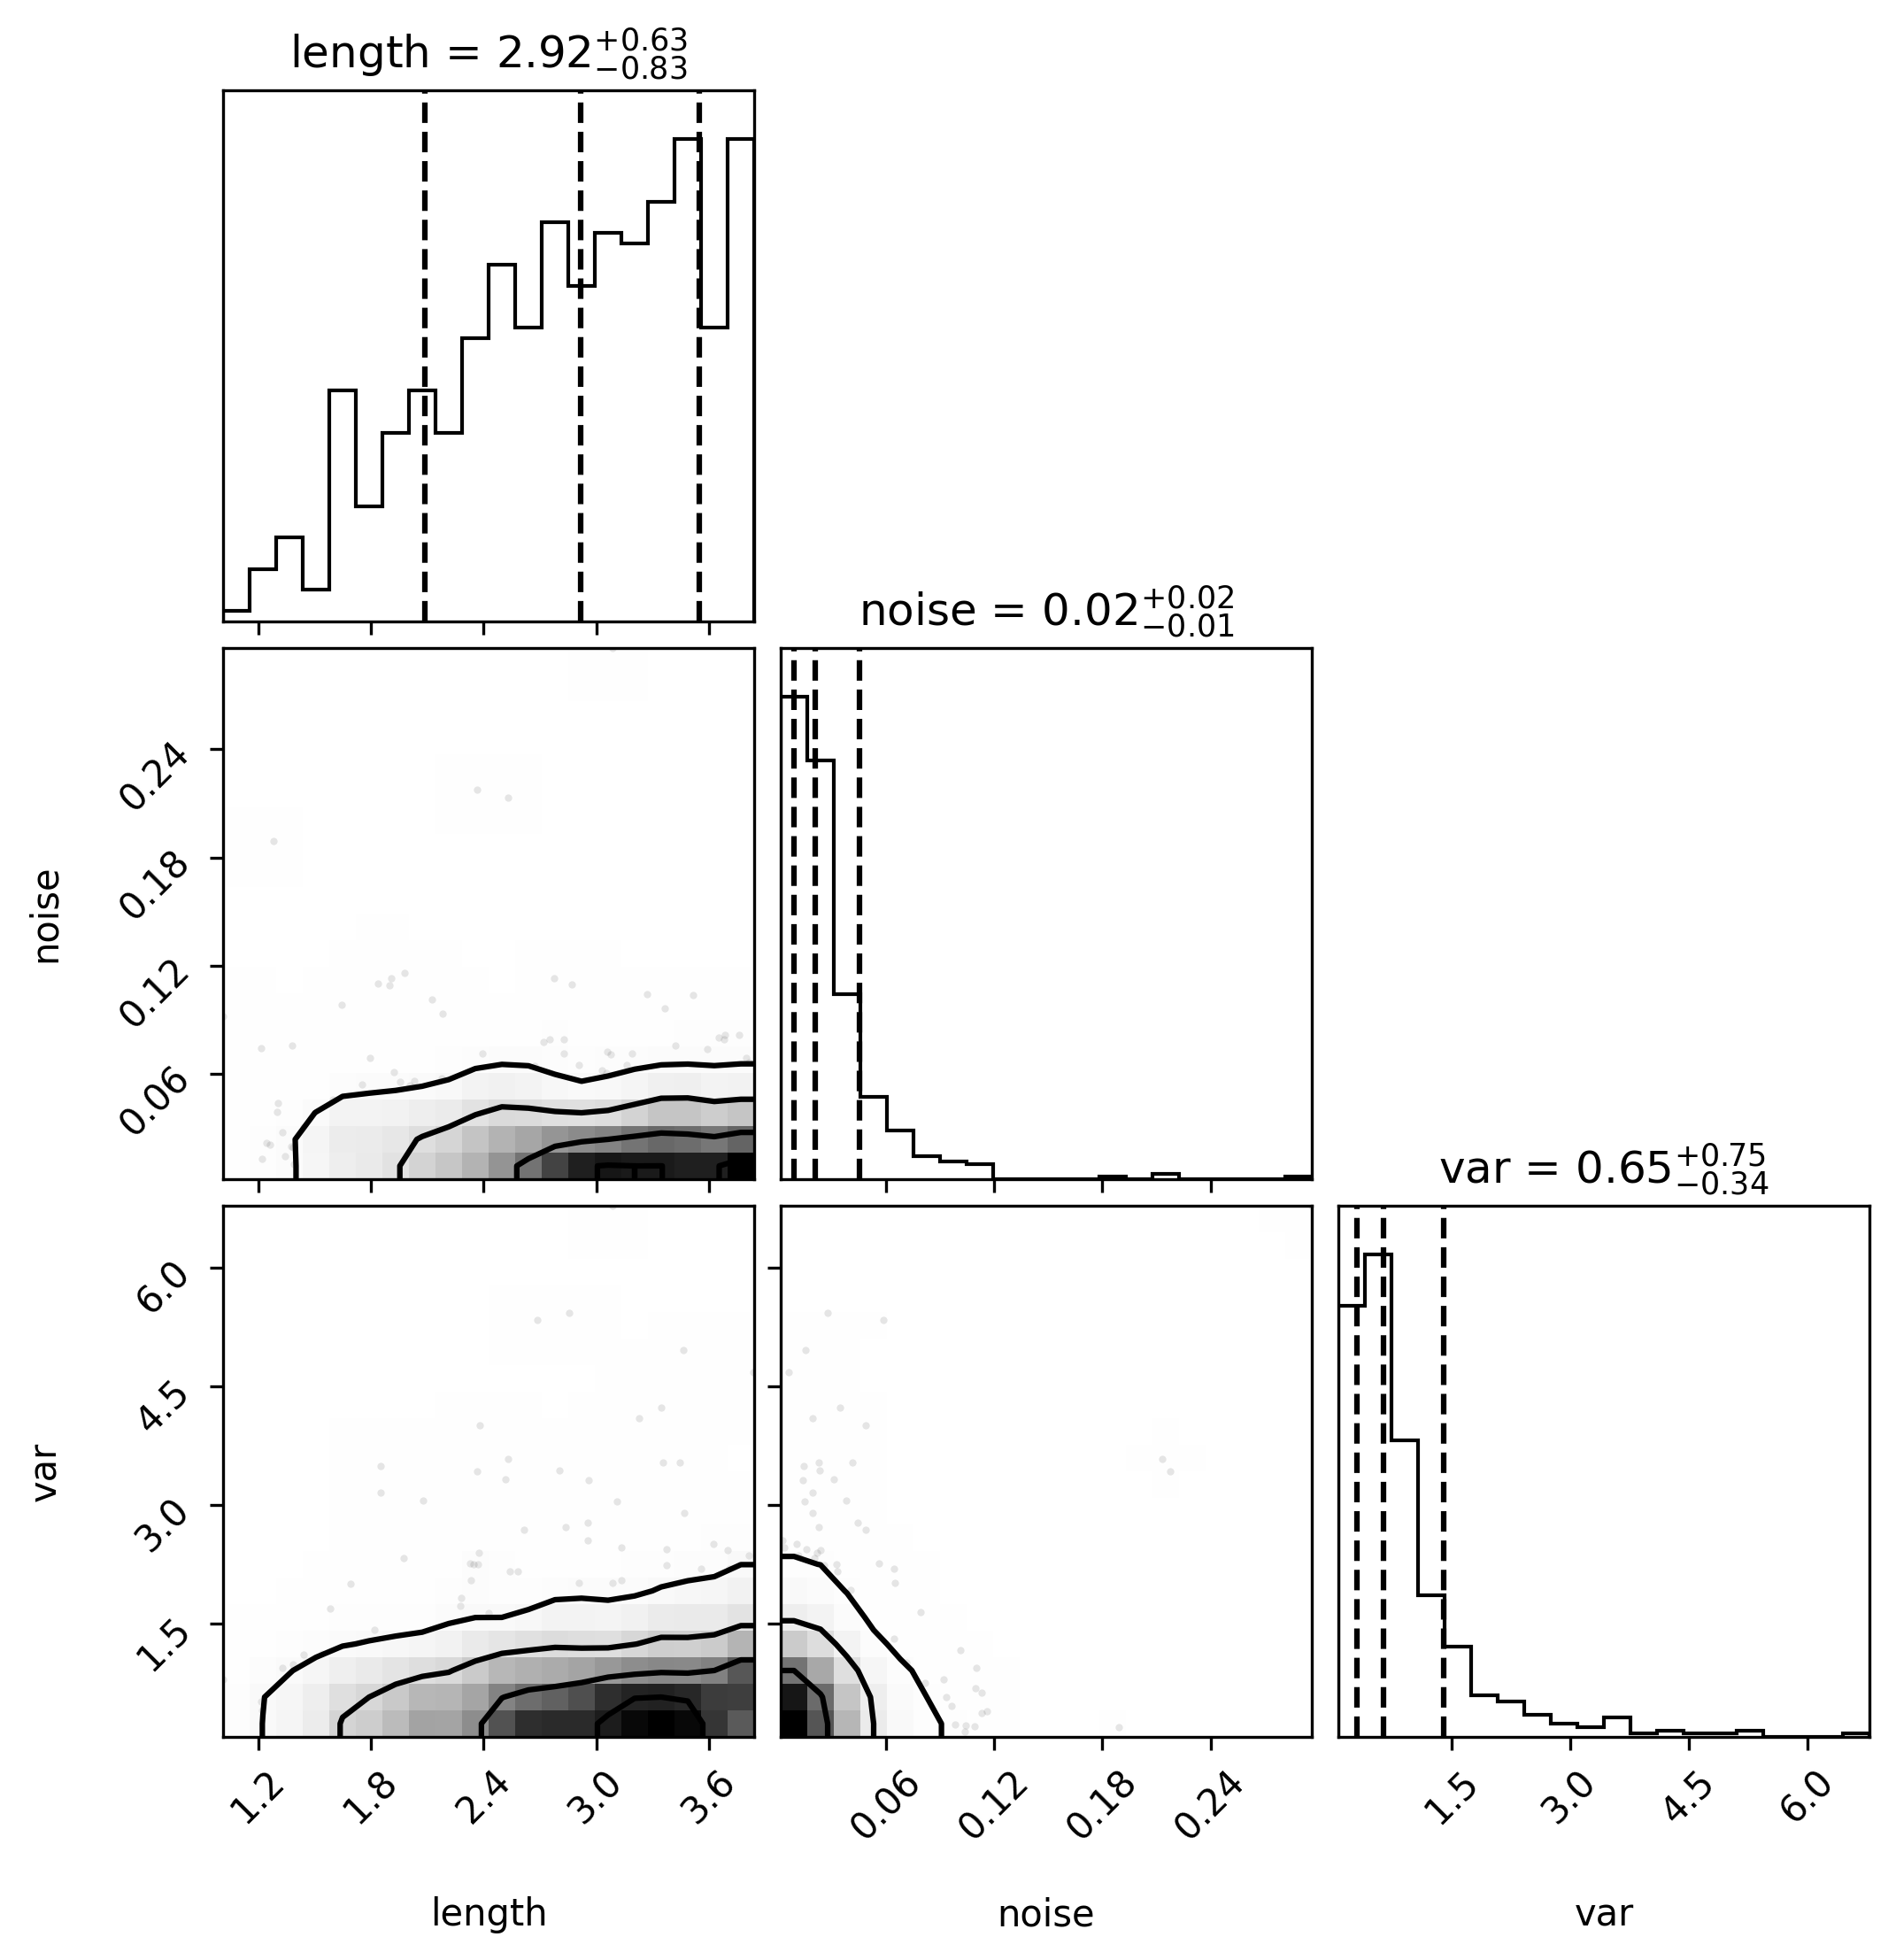 length = 2.92+0.63−0.83
noise = 0.02+0.02−0.01
0.24
0.18
0.12
0.06
noise
var = 0.65+0.75−0.34
6.0
4.5
3.0
1.5
var
1.2 1.8 2.4 3.0 3.6 0.06 0.12 0.18 0.24 1.5 3.0 4.5 6.0
length noise var